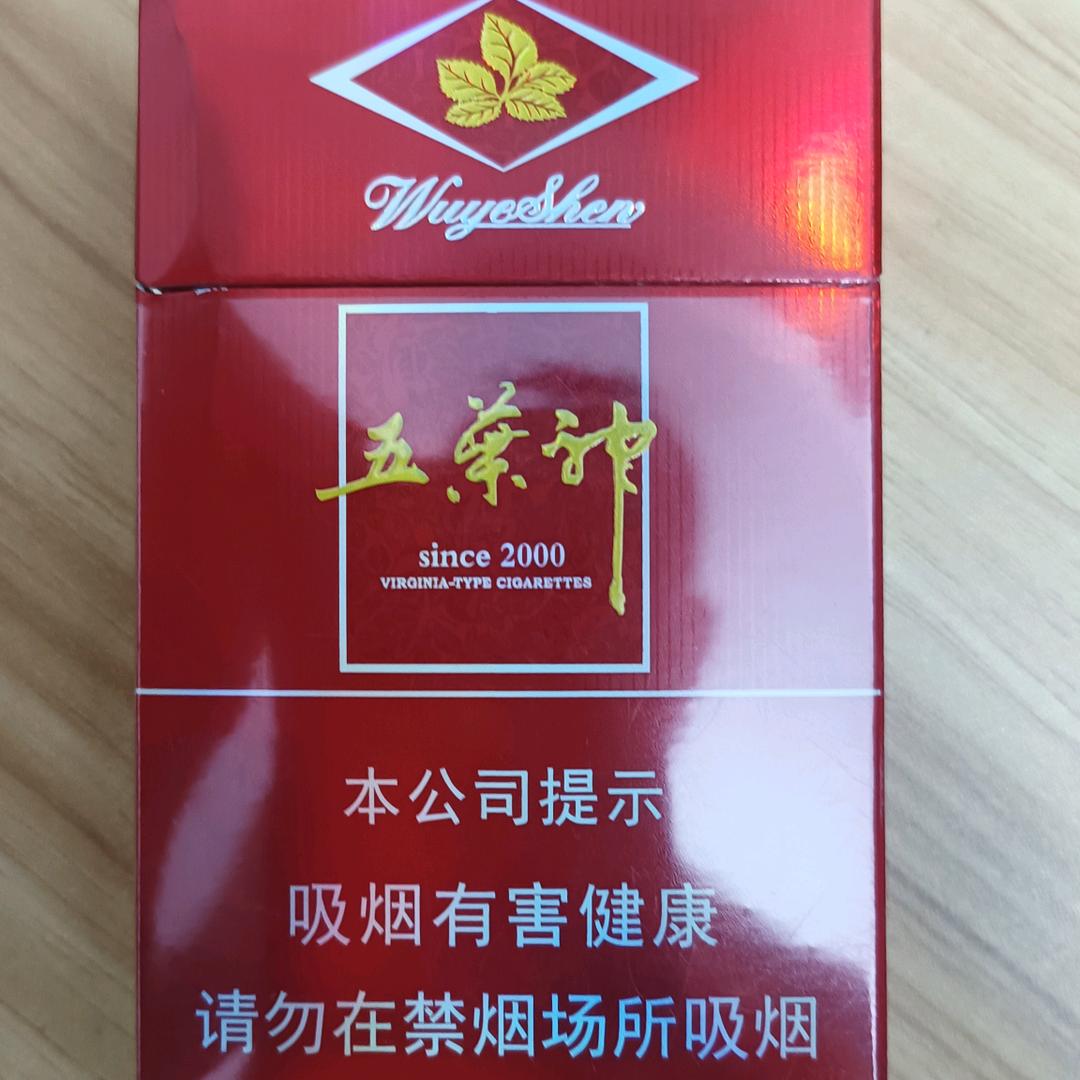 WuyeShen
五葉神
since 2000
VIRGINIA-TYPE CIGARETTES
本公司提示
吸烟有害健康
请勿在禁烟场所吸烟